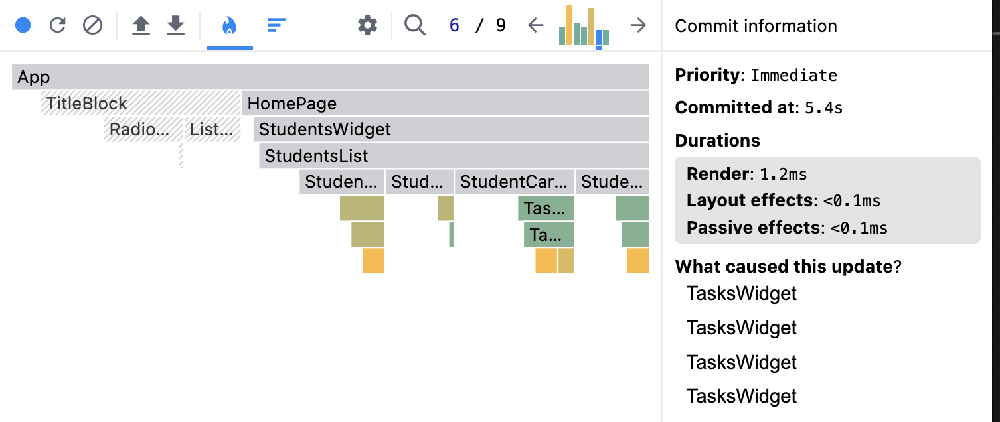 6 / 9
Commit information
App
TitleBlock
HomePage
Radio...
List...
StudentsWidget
StudentsList
Studen...
Stud...
StudentCar...
Stude...
Tas...
Ta...
Priority: Immediate
Committed at: 5.4s
Durations
Render: 1.2ms
Layout effects: <0.1ms
Passive effects: <0.1ms
What caused this update?
TasksWidget
TasksWidget
TasksWidget
TasksWidget